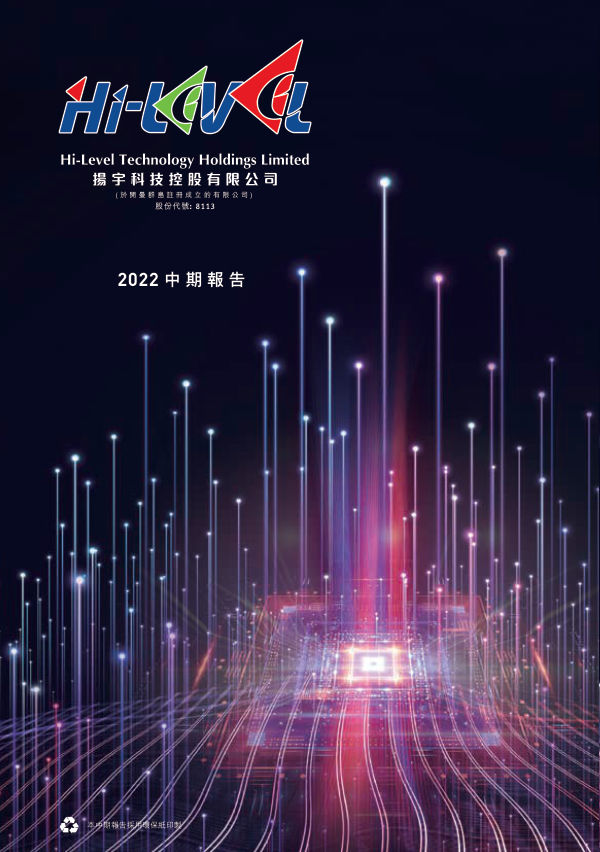 Hi-Level
Hi-Level Technology Holdings Limited
揚宇科技控股有限公司
(於開曼群島註冊成立的有限公司)
股份代號: 8113
2022 中期報告
本中期報告採用環保紙印製